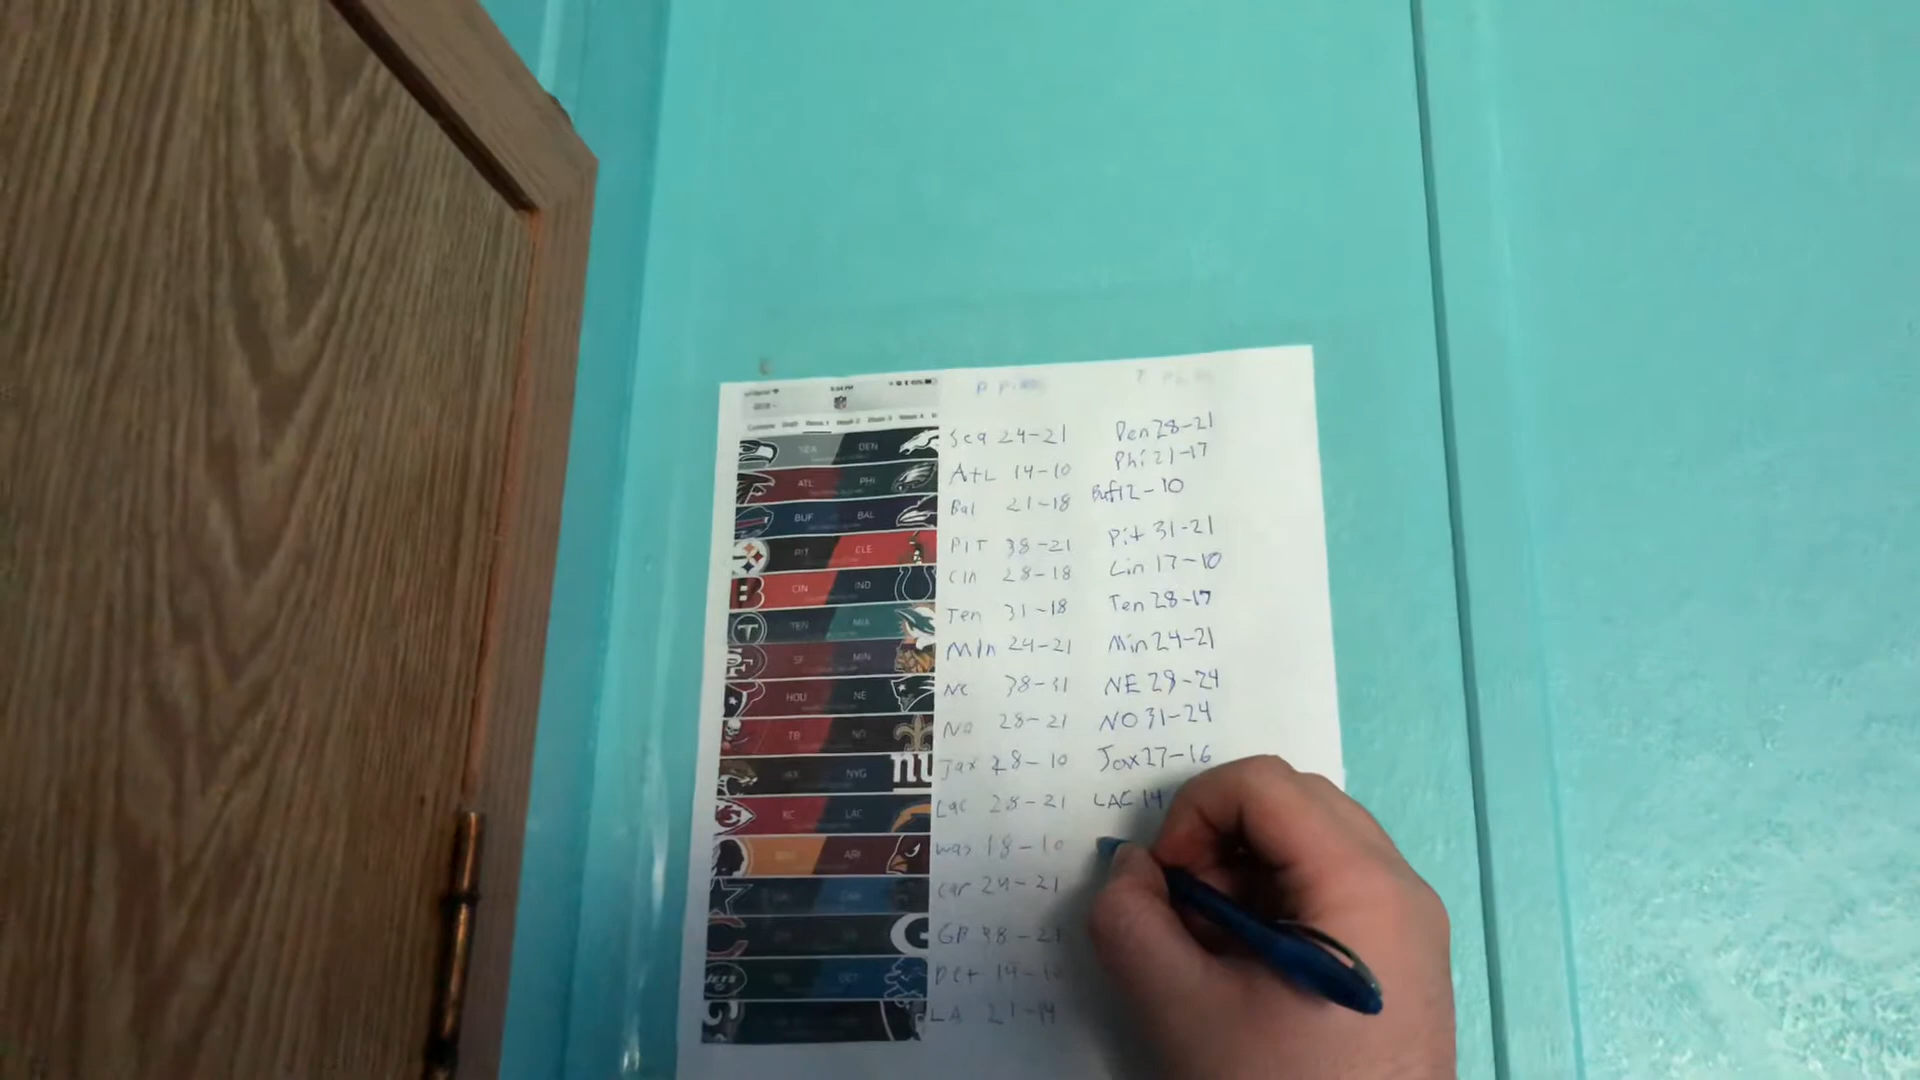 SEA DEN Sea 24-21 Den 28-21
ATL PHI Atl 14-10 Phi 21-17
BUF BAL Bal 21-18 Buf 12-10
PIT CLE PIT 38-21 Pit 31-21
CIN IND Cin 28-18 Cin 17-10
TEN MIA Ten 31-18 Ten 28-17
SF MIN Min 24-21 Min 24-21
HOU NE NE 38-31 NE 29-24
TB NO NO 28-21 NO 31-24
JAX NYG Jax 28-10 Jax 27-16
KC LAC Lac 28-21 LAC 14
ARI was 18-10
car 24-21
GB 38-21
JETS DET Det 14-10
LA 21-14